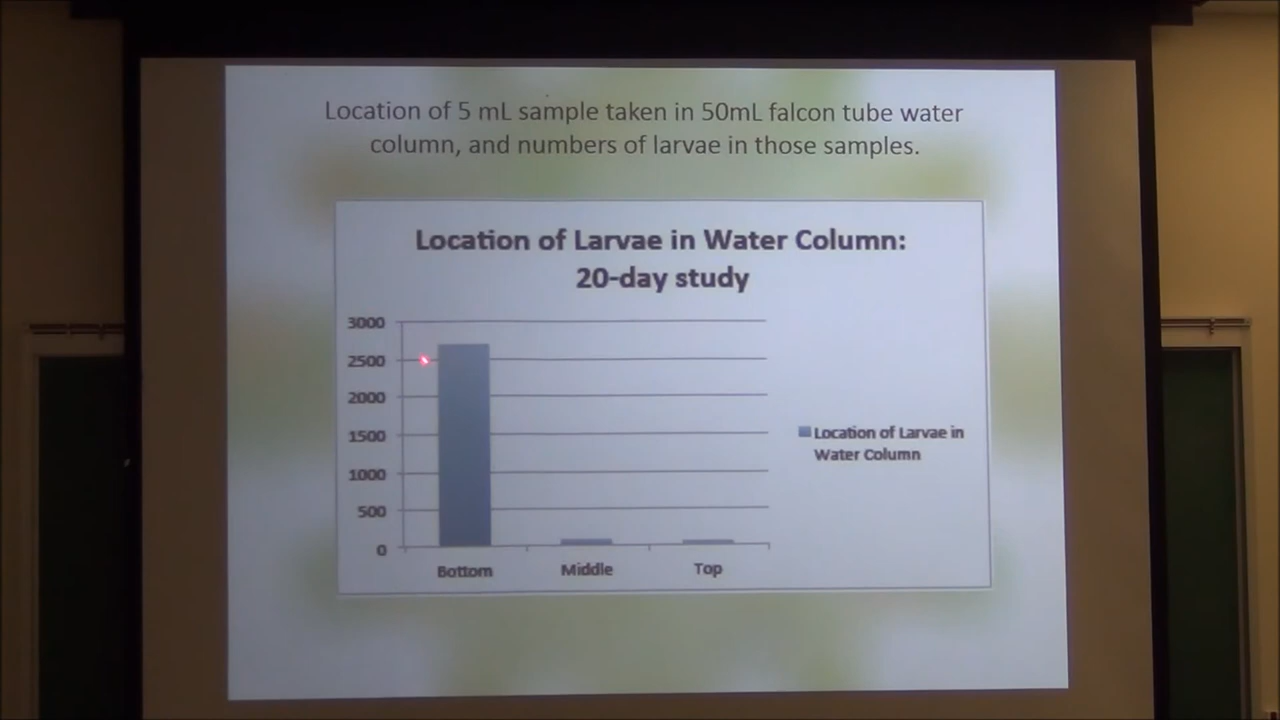 Location of 5 mL sample taken in 50mL falcon tube water
column, and numbers of larvae in those samples.
Location of Larvae in Water Column:
20-day study
3000
2500
2000
1500
1000
500
0
Bottom
Middle
Top
Location of Larvae in
Water Column